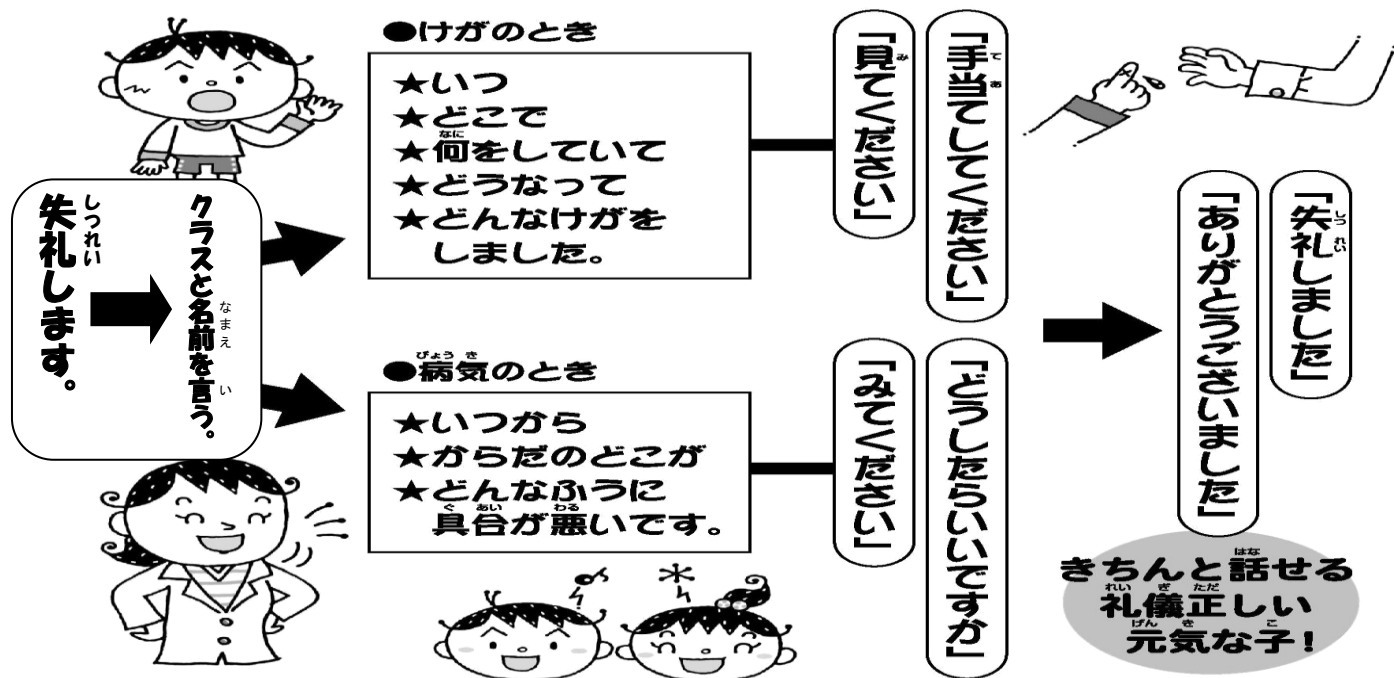 失礼します。
クラスと名前を言う。
●けがのとき
★いつ
★どこで
★何をしていて
★どうなって
★どんなけがを
しました。
「見てください」
「手当てしてください」
●病気のとき
★いつから
★からだのどこが
★どんなふうに
具合が悪いです。
「みてください」
「どうしたらいいですか」
「ありがとうございました」
「失礼しました」
きちんと話せる
礼儀正しい
元気な子!